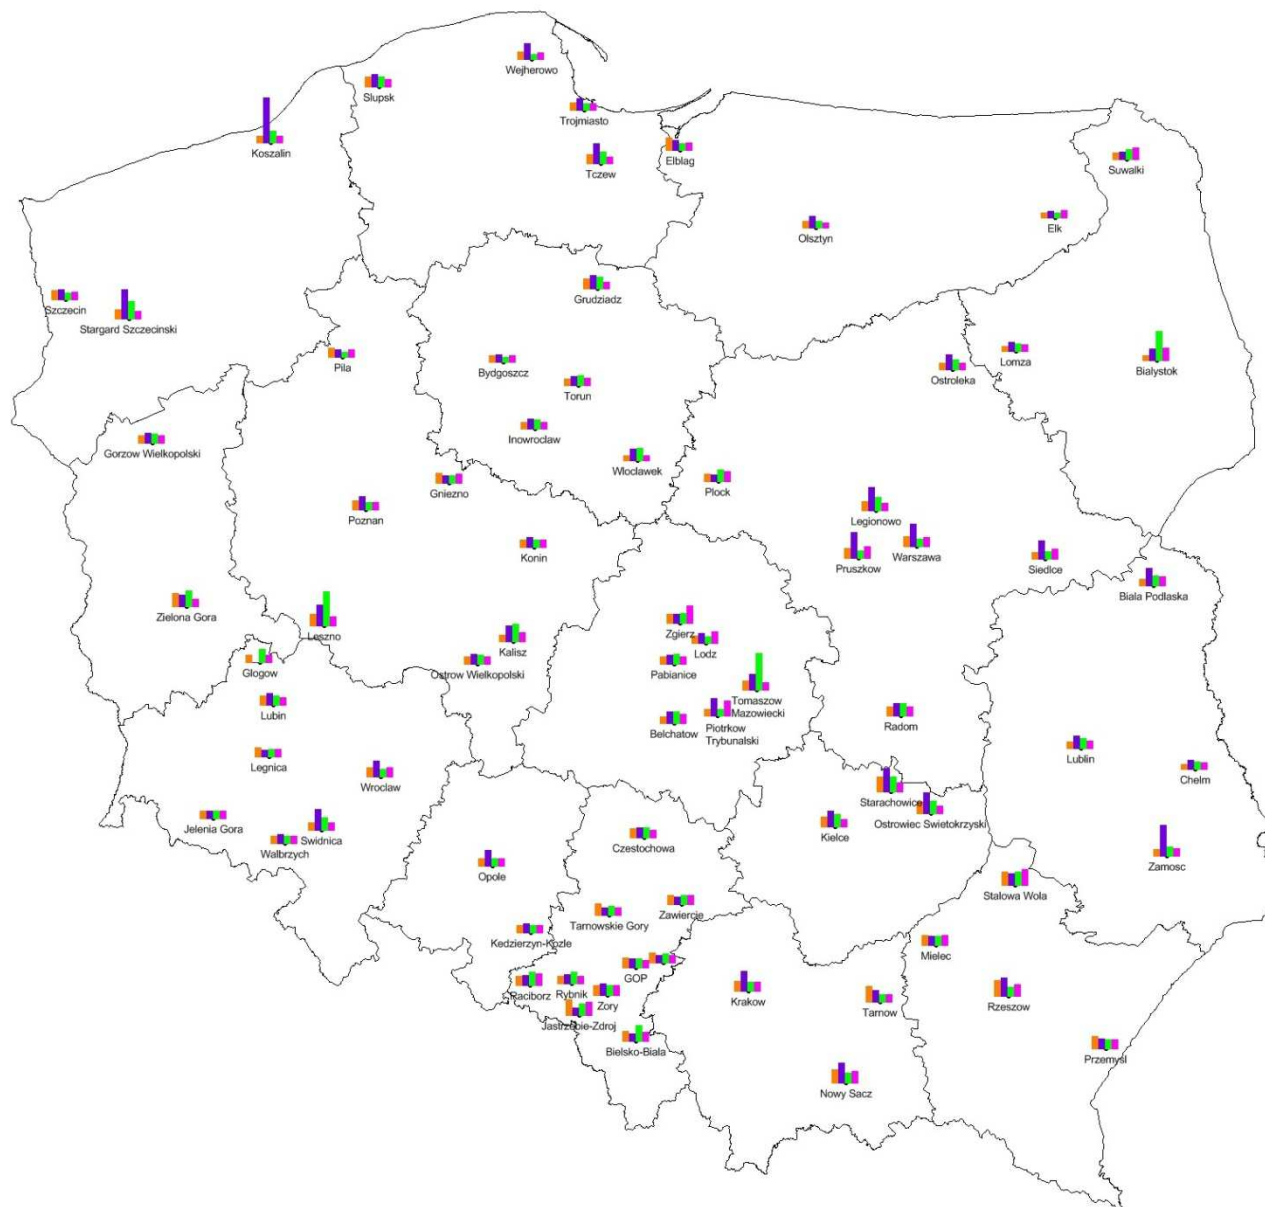 Wejherowo
Slupsk
Trojmiasto
Koszalin
Elblag
Tczew
Suwalki
Elk
Olsztyn
Grudziadz
Szczecin
Stargard Szczecinski
Lomza
Bialystok
Pila
Bydgoszcz
Ostroleka
Torun
Inowroclaw
Gorzow Wielkopolski
Wloclawek
Gniezno
Plock
Poznan
Legionowo
Warszawa
Konin
Pruszkow
Siedlce
Biala Podlaska
Zielona Gora
Leszno
Zgierz
Kalisz
Lodz
Glogow
Ostrow Wielkopolski
Pabianice
Tomaszow
Mazowiecki
Lubin
Belchatow
Piotrkow
Trybunalski
Radom
Lublin
Legnica
Chelm
Wroclaw
Starachowice
Ostrowiec Swietokrzyski
Jelenia Gora
Swidnica
Kielce
Czestochowa
Walbrzych
Zamosc
Opole
Stalowa Wola
Zawiercie
Tarnowskie Gory
Kedzierzyn-Kozle
Mielec
GOP
Krakow
Raciborz
Rybnik
Zory
Tarnow
Rzeszow
Jastrzebie-Zdroj
Bielsko-Biala
Przemysl
Nowy Sacz